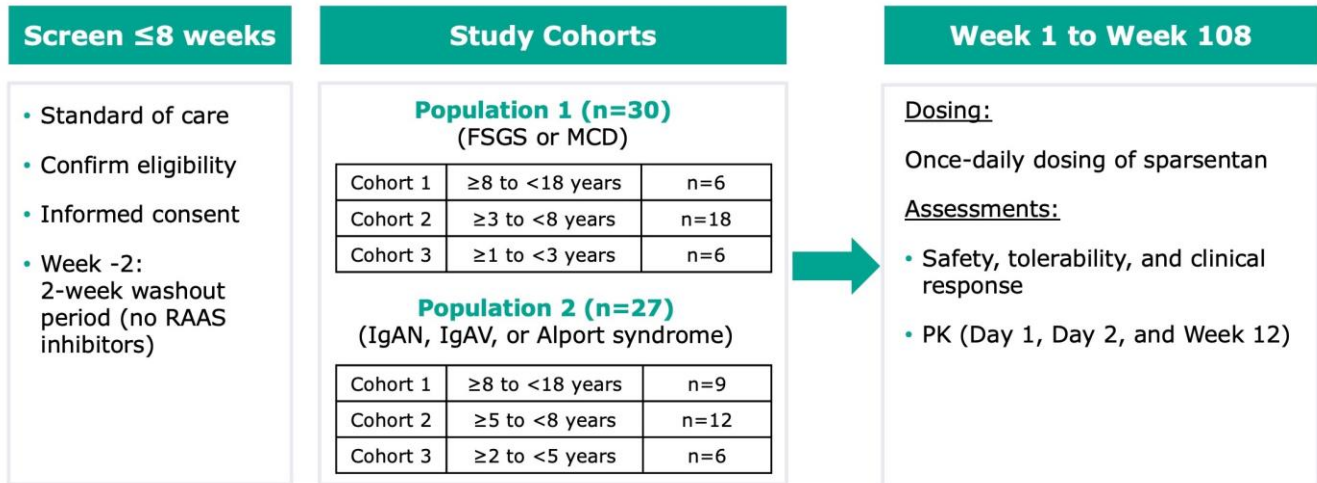 Screen ≤8 weeks
• Standard of care
• Confirm eligibility
• Informed consent
• Week -2:
2-week washout
period (no RAAS
inhibitors)
Study Cohorts
Population 1 (n=30)
(FSGS or MCD)
Cohort 1 ≥8 to <18 years n=6
Cohort 2 ≥3 to <8 years n=18
Cohort 3 ≥1 to <3 years n=6
Population 2 (n=27)
(IgAN, IgAV, or Alport syndrome)
Cohort 1 ≥8 to <18 years n=9
Cohort 2 ≥5 to <8 years n=12
Cohort 3 ≥2 to <5 years n=6
Week 1 to Week 108
Dosing:
Once-daily dosing of sparsentan
Assessments:
• Safety, tolerability, and clinical
response
• PK (Day 1, Day 2, and Week 12)